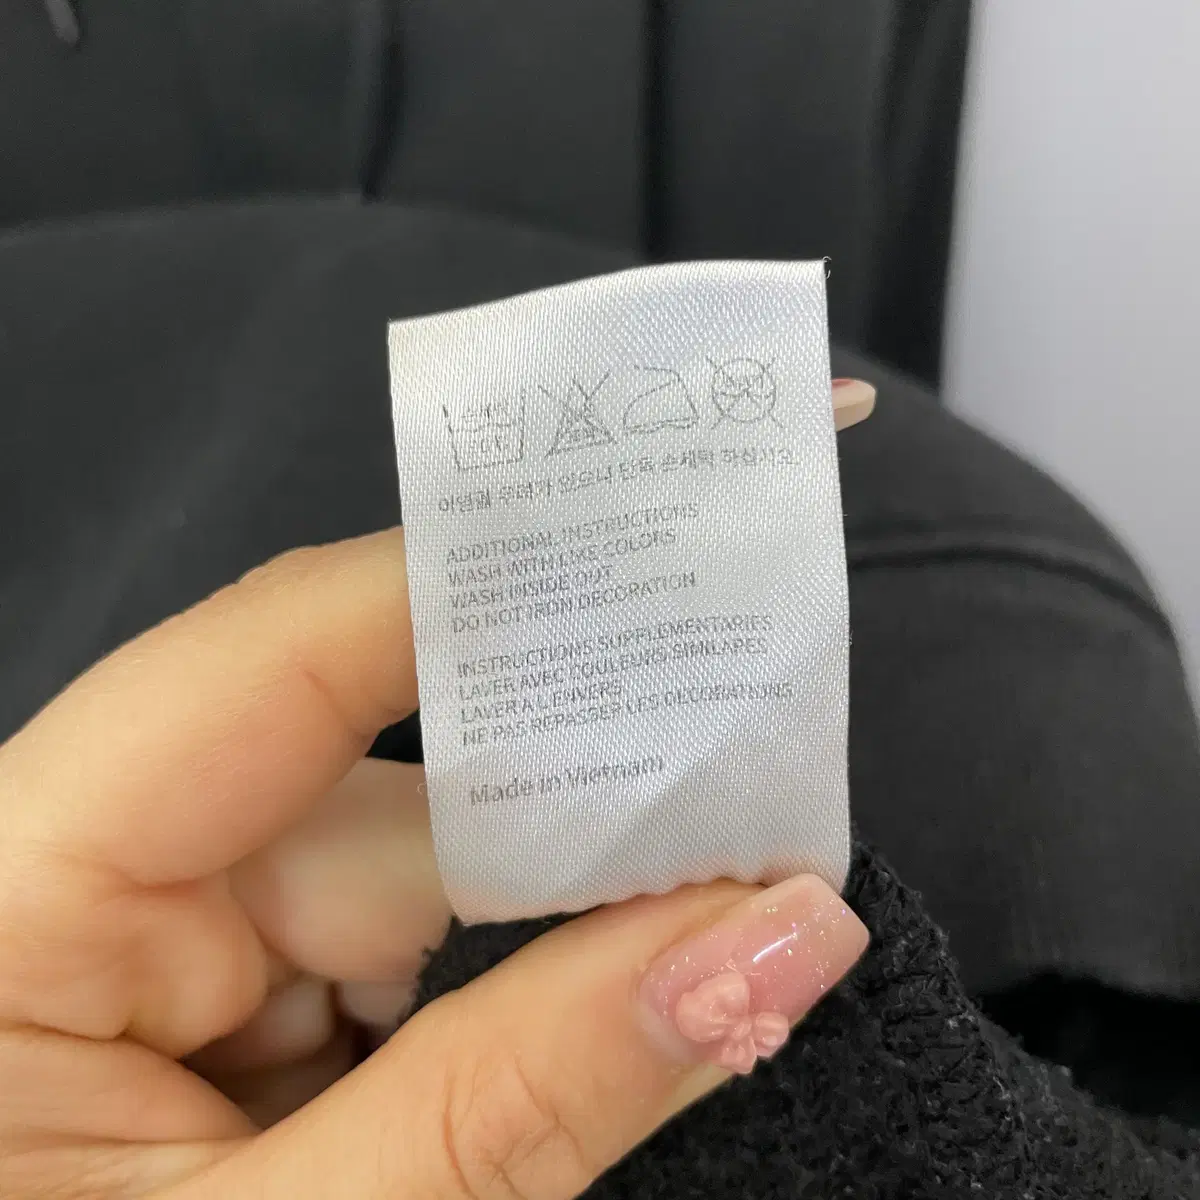 이염될 우려가 있으니 단독 손세탁 하십시오
ADDITIONAL INSTRUCTIONS
WASH WITH LIKE COLORS
WASH INSIDE OUT
DO NOT IRON DECORATION
INSTRUCTIONS SUPPLEMENTARIES
LAVER AVEC COULEURS SIMILAPES
LAVER A L'ENVERS
NE PAS REPASSER LES DECORATIONS
Made in Vietnam